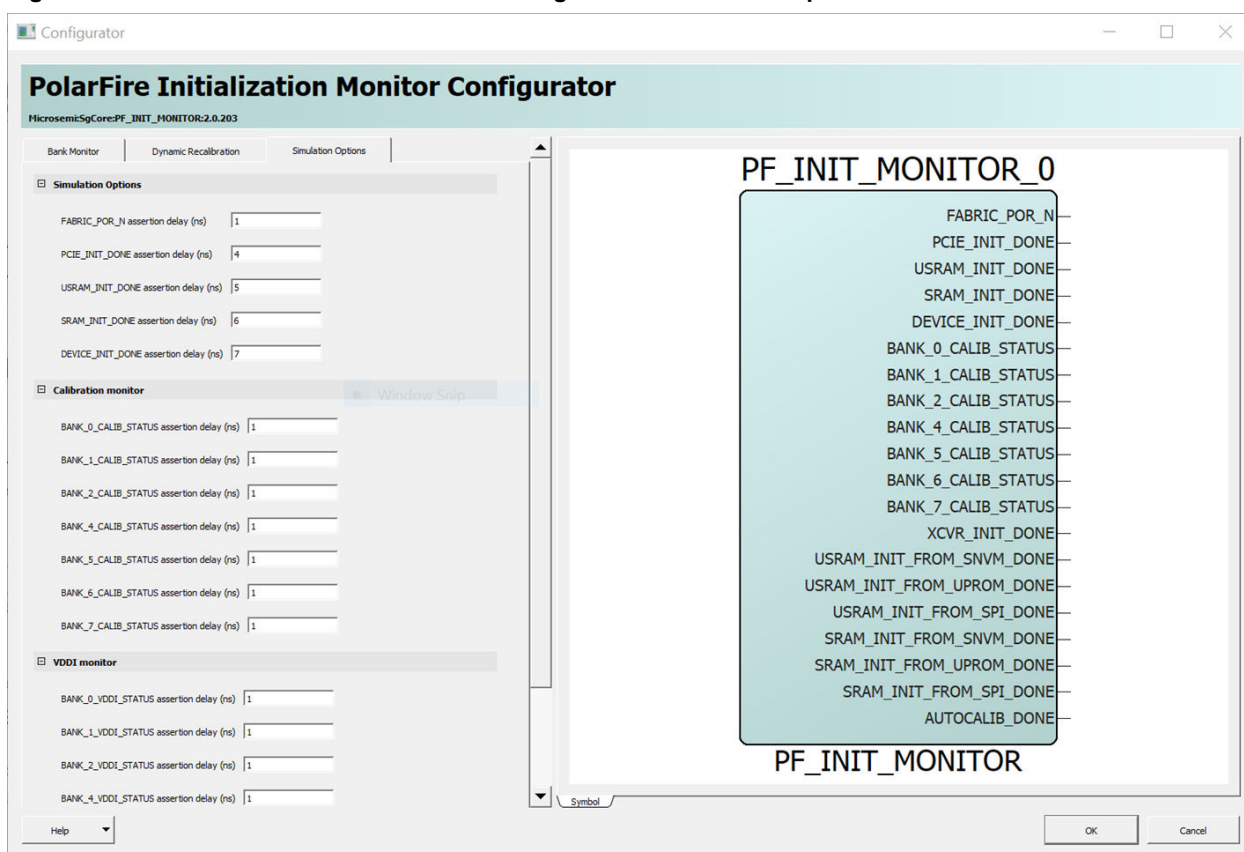 Configurator
PolarFire Initialization Monitor Configurator
Microsemi:SgCore:PF_INIT_MONITOR:2.0.203
Bank Monitor Dynamic Recalibration Simulation Options
Simulation Options
FABRIC_POR_N assertion delay (ns) 1
PCIE_INIT_DONE assertion delay (ns) 4
USRAM_INIT_DONE assertion delay (ns) 5
SRAM_INIT_DONE assertion delay (ns) 6
DEVICE_INIT_DONE assertion delay (ns) 7
Calibration monitor
Window Snip
BANK_0_CALIB_STATUS assertion delay (ns) 1
BANK_1_CALIB_STATUS assertion delay (ns) 1
BANK_2_CALIB_STATUS assertion delay (ns) 1
BANK_4_CALIB_STATUS assertion delay (ns) 1
BANK_5_CALIB_STATUS assertion delay (ns) 1
BANK_6_CALIB_STATUS assertion delay (ns) 1
BANK_7_CALIB_STATUS assertion delay (ns) 1
VDDI monitor
BANK_0_VDDI_STATUS assertion delay (ns) 1
BANK_1_VDDI_STATUS assertion delay (ns) 1
BANK_2_VDDI_STATUS assertion delay (ns) 1
BANK_4_VDDI_STATUS assertion delay (ns) 1
PF_INIT_MONITOR_0
FABRIC_POR_N
PCIE_INIT_DONE
USRAM_INIT_DONE
SRAM_INIT_DONE
DEVICE_INIT_DONE
BANK_0_CALIB_STATUS
BANK_1_CALIB_STATUS
BANK_2_CALIB_STATUS
BANK_4_CALIB_STATUS
BANK_5_CALIB_STATUS
BANK_6_CALIB_STATUS
BANK_7_CALIB_STATUS
XCVR_INIT_DONE
USRAM_INIT_FROM_SNVM_DONE
USRAM_INIT_FROM_UPROM_DONE
USRAM_INIT_FROM_SPI_DONE
SRAM_INIT_FROM_SNVM_DONE
SRAM_INIT_FROM_UPROM_DONE
SRAM_INIT_FROM_SPI_DONE
AUTOCALIB_DONE
PF_INIT_MONITOR
Symbol
Help OK Cancel